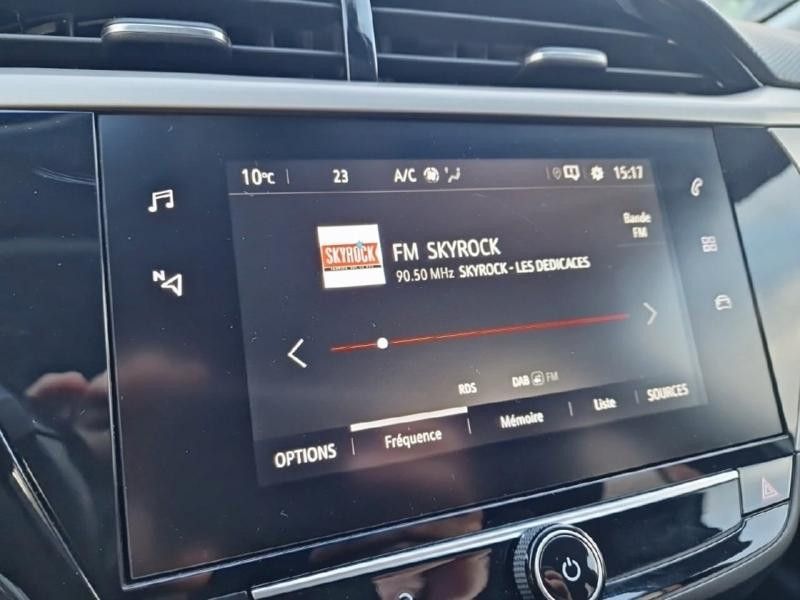 10°C 23 A/C 15:17
N
Bande
FM
SKYROCK
FM SKYROCK
90.50 MHz SKYROCK - LES DEDICACES
RDS DAB FM
OPTIONS Fréquence Mémoire Liste SOURCES